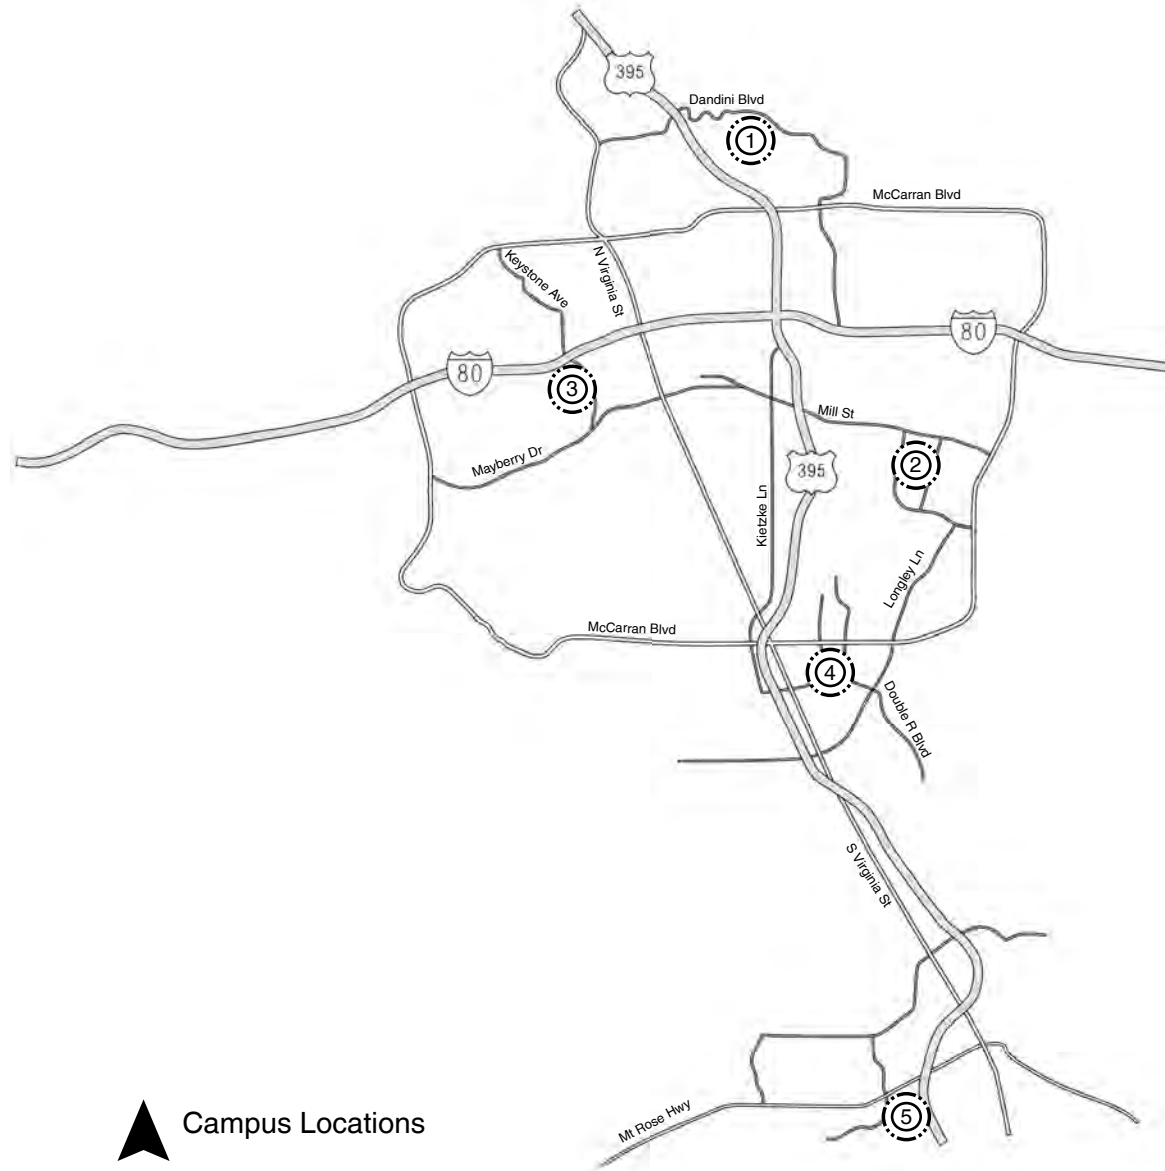 395
Dandini Blvd
1
McCarran Blvd
Keystone Ave
N Virginia St
80
80
3
Mill St
Mayberry Dr
2
395
Kietzke Ln
Longley Ln
McCarran Blvd
4
Double R Blvd
S Virginia St
Mt Rose Hwy
5
Campus Locations